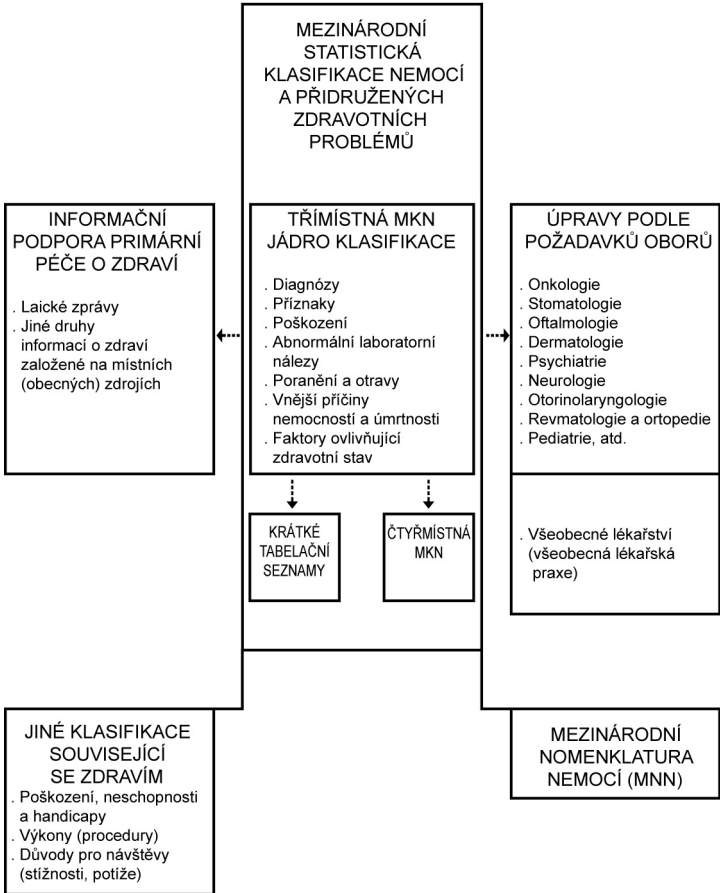 MEZINÁRODNÍ
STATISTICKÁ
KLASIFIKACE NEMOCÍ
A PŘIDRUŽENÝCH
ZDRAVOTNÍCH
PROBLÉMŮ
INFORMAČNÍ
PODPORA PRIMÁRNÍ
PÉČE O ZDRAVÍ
. Laické zprávy
. Jiné druhy
informací o zdraví
založené na místních
(obecných) zdrojích
TŘÍMÍSTNÁ MKN
JÁDRO KLASIFIKACE
. Diagnózy
. Příznaky
. Poškození
. Abnormální laboratorní
nálezy
. Poranění a otravy
. Vnější příčiny
nemocností a úmrtnosti
. Faktory ovlivňující
zdravotní stav
ÚPRAVY PODLE
POŽADAVKŮ OBORŮ
. Onkologie
. Stomatologie
. Oftalmologie
. Dermatologie
. Psychiatrie
. Neurologie
. Otorinolaryngologie
. Revmatologie a ortopedie
. Pediatrie, atd.
KRÁTKÉ
TABELAČNÍ
SEZNAMY
ČTYŘMÍSTNÁ
MKN
. Všeobecné lékařství
(všeobecná lékařská
praxe)
JINÉ KLASIFIKACE
SOUVISEJÍCÍ
SE ZDRAVÍM
. Poškození, neschopnosti
a handicapy
. Výkony (procedury)
. Důvody pro návštěvy
(stížnosti, potíže)
MEZINÁRODNÍ
NOMENKLATURA
NEMOCÍ (MNN)